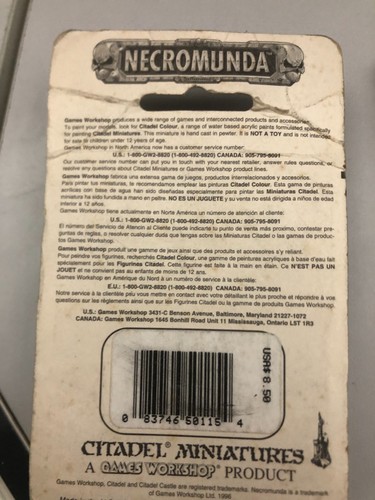 NECROMUNDA™
Games Workshop produces a wide range of games and interconnected products and accessories.
To paint your models, look for Citadel Colour, a range of water based acrylic paints formulated specifically
for painting Citadel Miniatures. This miniature is hand cast in pewter. It is NOT A TOY and is not intended
for sale to children under 12 years of age.
Games Workshop in North America now has a customer service number:
U.S.: 1-800-GW2-8820 (1-800-492-8820) CANADA: 905-795-8091
Our customer service number can put you in touch with your nearest retailer, answer rules questions, or
resolve any questions about Citadel Miniatures or Games Workshop product lines.
Games Workshop fabrica una extensa gama de juegos, productos interrelacionados y accesorios.
Para pintar tus miniaturas, te recomendamos emplear las pinturas Citadel Colour. Esta gama de pinturas
acrílicas con base de agua han sido diseñadas especialmente para pintar las Miniaturas Citadel. Esta
miniatura ha sido fundida a mano en peltre. NO ES UN JUGUETE y su venta no está dirigida a niños de edad
interior a 12 años.
Games Workshop tiene actualmente en Norte América un número de atención al cliente:
U.S.: 1-800-GW2-8820 (1-800-492-8820) CANADA: 905-795-8091
El número del Servicio de Atención al Cliente puede indicarte tu punto de venta más próximo, contestar pre-
guntas de reglas, o resolver cualquier duda que tengas sobre las Miniaturas Citadel o las gamas de produc-
tos Games Workshop.
Games Workshop produit une gamme de jeux ainsi que des produits et accessoires s'y reliant.
Pour peindre vos figurines, recherchez Citadel Colour, une gamme de peintures acryliques à base d'eau fait
spécialement pour les Figurines Citadel. Cette figurine est faite à la main en étain. Ce N'EST PAS UN
JOUET et ne convient pas au enfants de moins de 12 ans.
Games Workshop en Amérique du Nord à un numéro de service à la clientèle:
E.U.: 1-800-GW2-8820 (1-800-492-8820) CANADA: 905-795-8091
Notre service à la clientèle peu vous mettre en contact avec votre détaillant le plus proche et répondre à vos
questions sur les règlements ainsi que sur les Figurines Citadel ou la gamme de produits Games Workshop.
U.S.: Games Workshop 3431-C Benson Avenue, Baltimore, Maryland 21227-1072
CANADA: Games Workshop 1645 Bonhill Road Unit 11 Mississauga, Ontario L5T 1R3
USA$ 8.50
0 83746 50115 4
CITADEL® MINIATURES
A GAMES WORKSHOP® PRODUCT
Games Workshop, Citadel and Citadel Castle are registered trademarks. Necromunda is a trademark
of Games Workshop Ltd. 1996